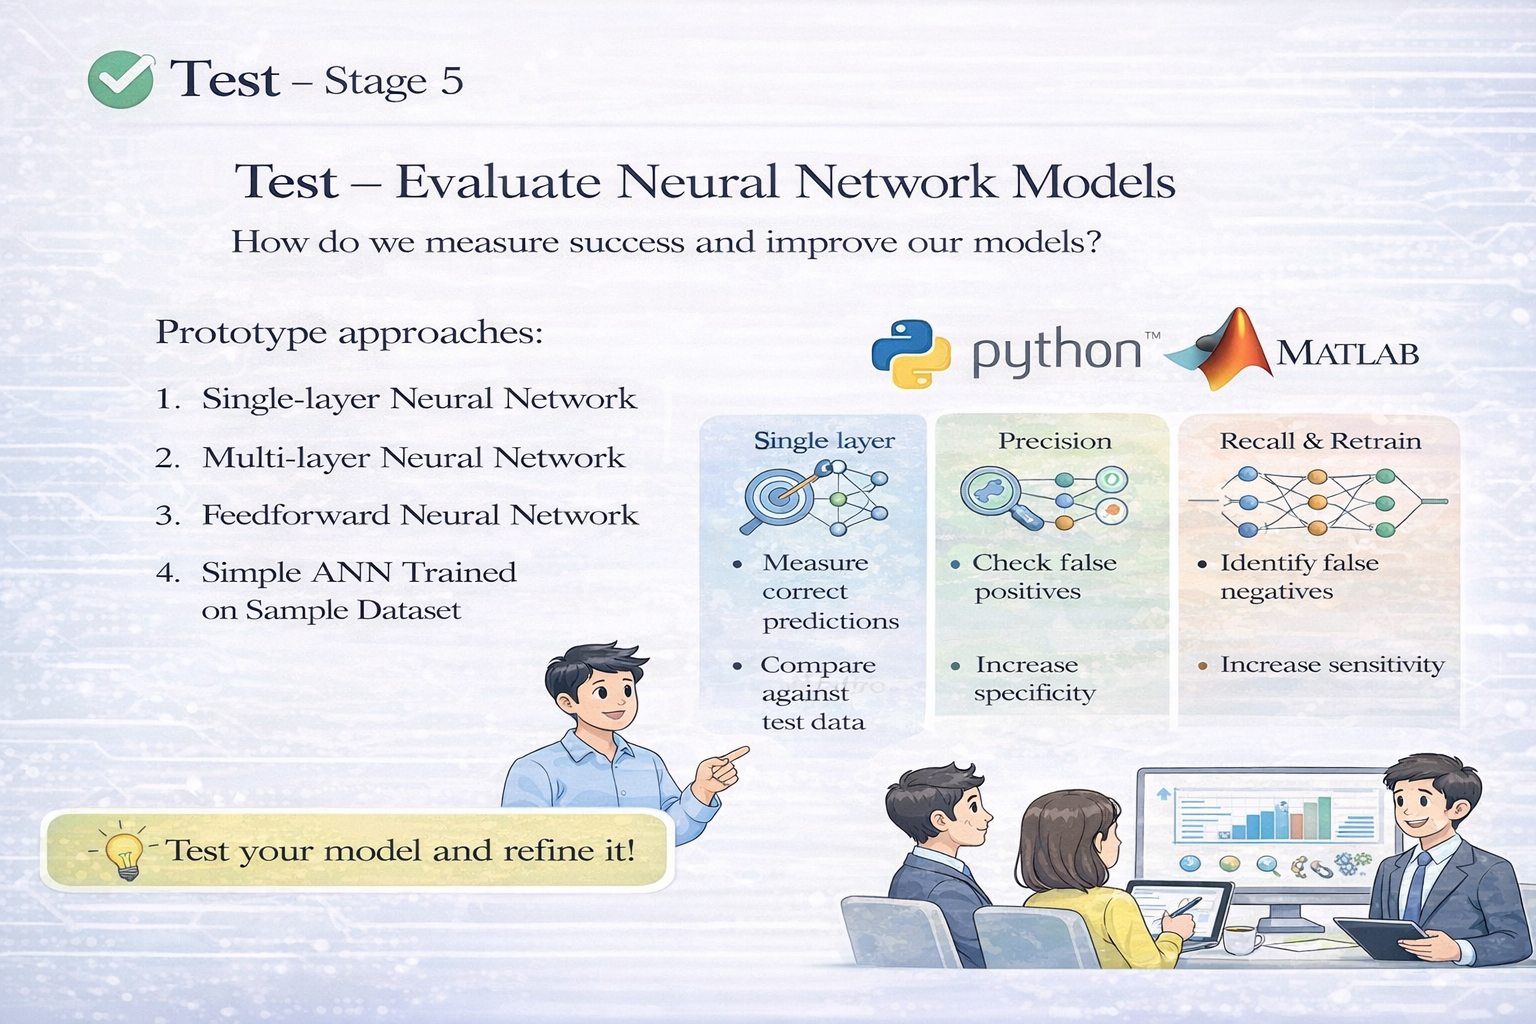 Test – Stage 5
Test – Evaluate Neural Network Models
How do we measure success and improve our models?
Prototype approaches:
1. Single-layer Neural Network
2. Multi-layer Neural Network
3. Feedforward Neural Network
4. Simple ANN Trained
on Sample Dataset
python™
MATLAB
Single layer
• Measure
correct
predictions
• Compare
against
test data
Precision
• Check false
positives
• Increase
specificity
Recall & Retrain
• Identify false
negatives
• Increase sensitivity
Test your model and refine it!